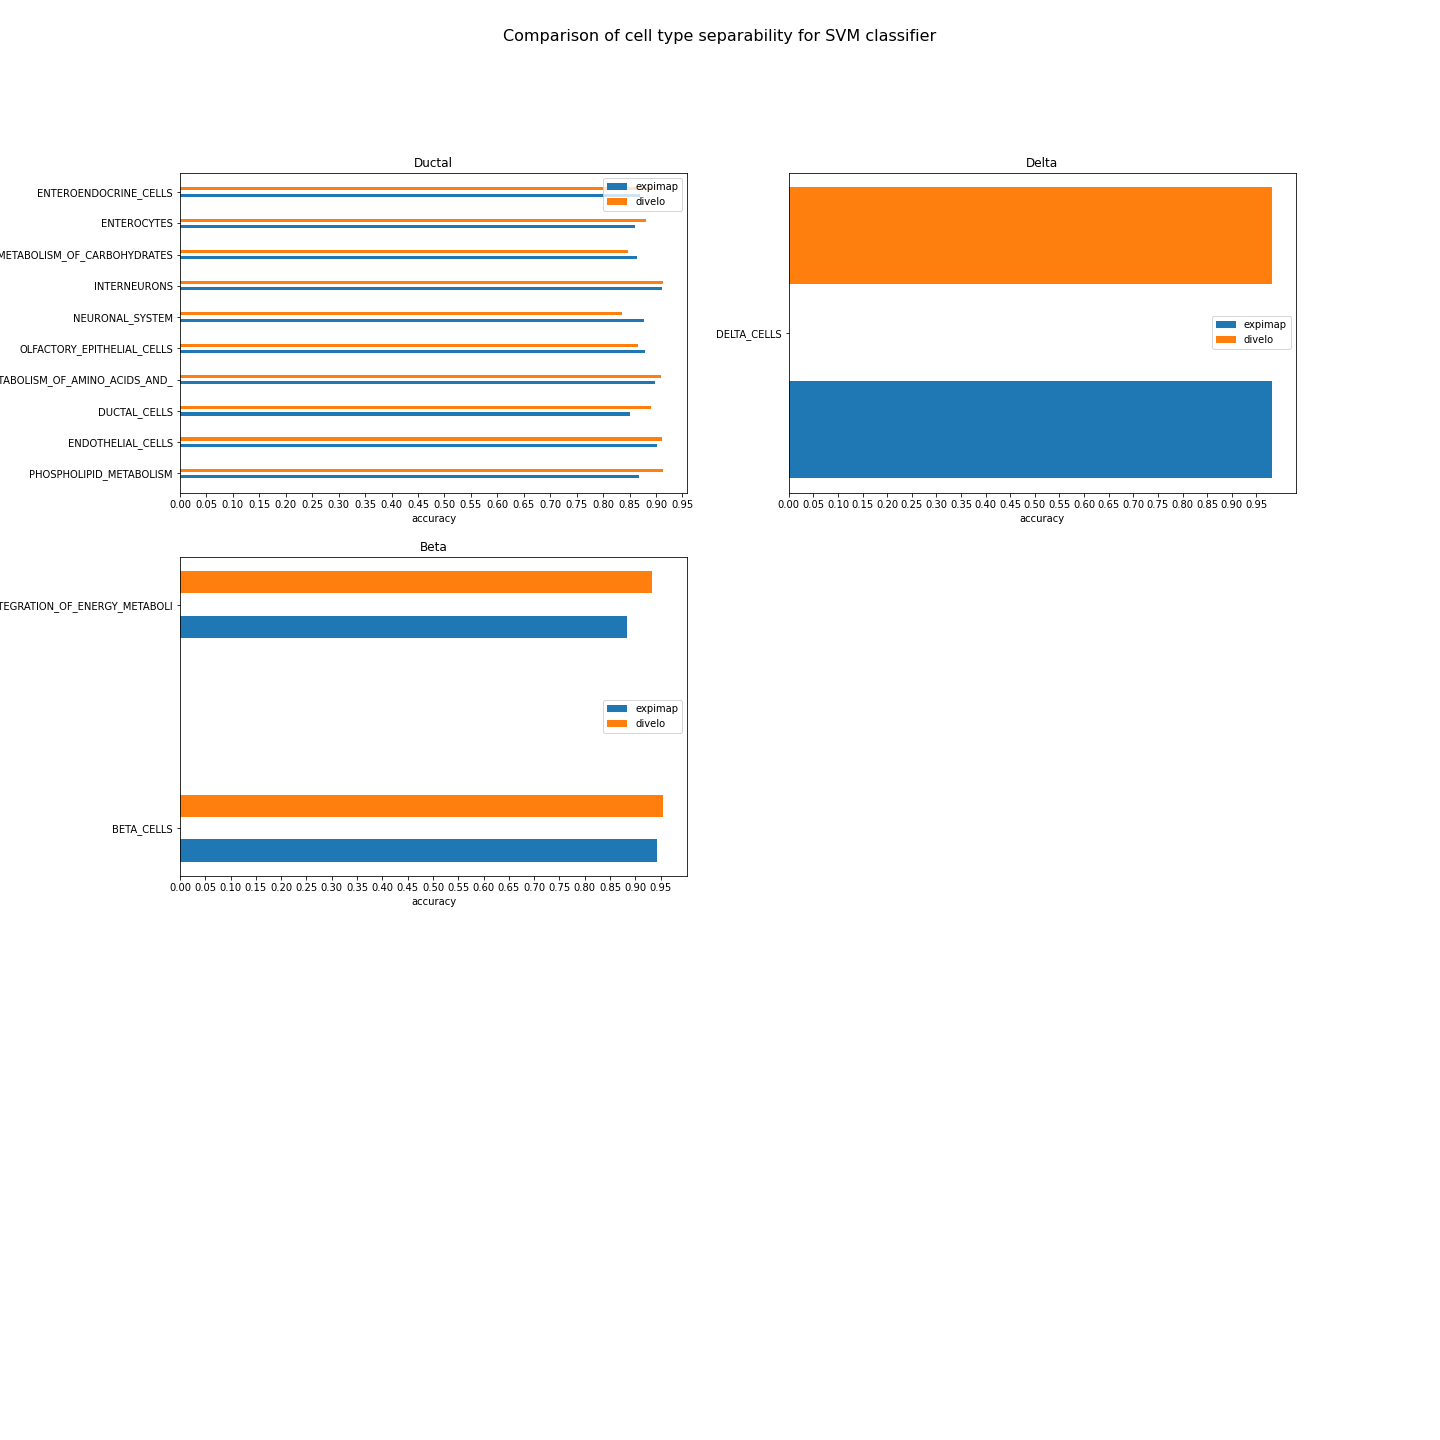 Comparison of cell type separability for SVM classifier
Ductal
ENTEROENDOCRINE_CELLS
ENTEROCYTES
METABOLISM_OF_CARBOHYDRATES
INTERNEURONS
NEURONAL_SYSTEM
OLFACTORY_EPITHELIAL_CELLS
TABOLISM_OF_AMINO_ACIDS_AND_
DUCTAL_CELLS
ENDOTHELIAL_CELLS
PHOSPHOLIPID_METABOLISM
expimap
divelo
0.00 0.05 0.10 0.15 0.20 0.25 0.30 0.35 0.40 0.45 0.50 0.55 0.60 0.65 0.70 0.75 0.80 0.85 0.90 0.95
accuracy
Delta
DELTA_CELLS
expimap
divelo
0.00 0.05 0.10 0.15 0.20 0.25 0.30 0.35 0.40 0.45 0.50 0.55 0.60 0.65 0.70 0.75 0.80 0.85 0.90 0.95
accuracy
Beta
TEGRATION_OF_ENERGY_METABOLI
BETA_CELLS
expimap
divelo
0.00 0.05 0.10 0.15 0.20 0.25 0.30 0.35 0.40 0.45 0.50 0.55 0.60 0.65 0.70 0.75 0.80 0.85 0.90 0.95
accuracy